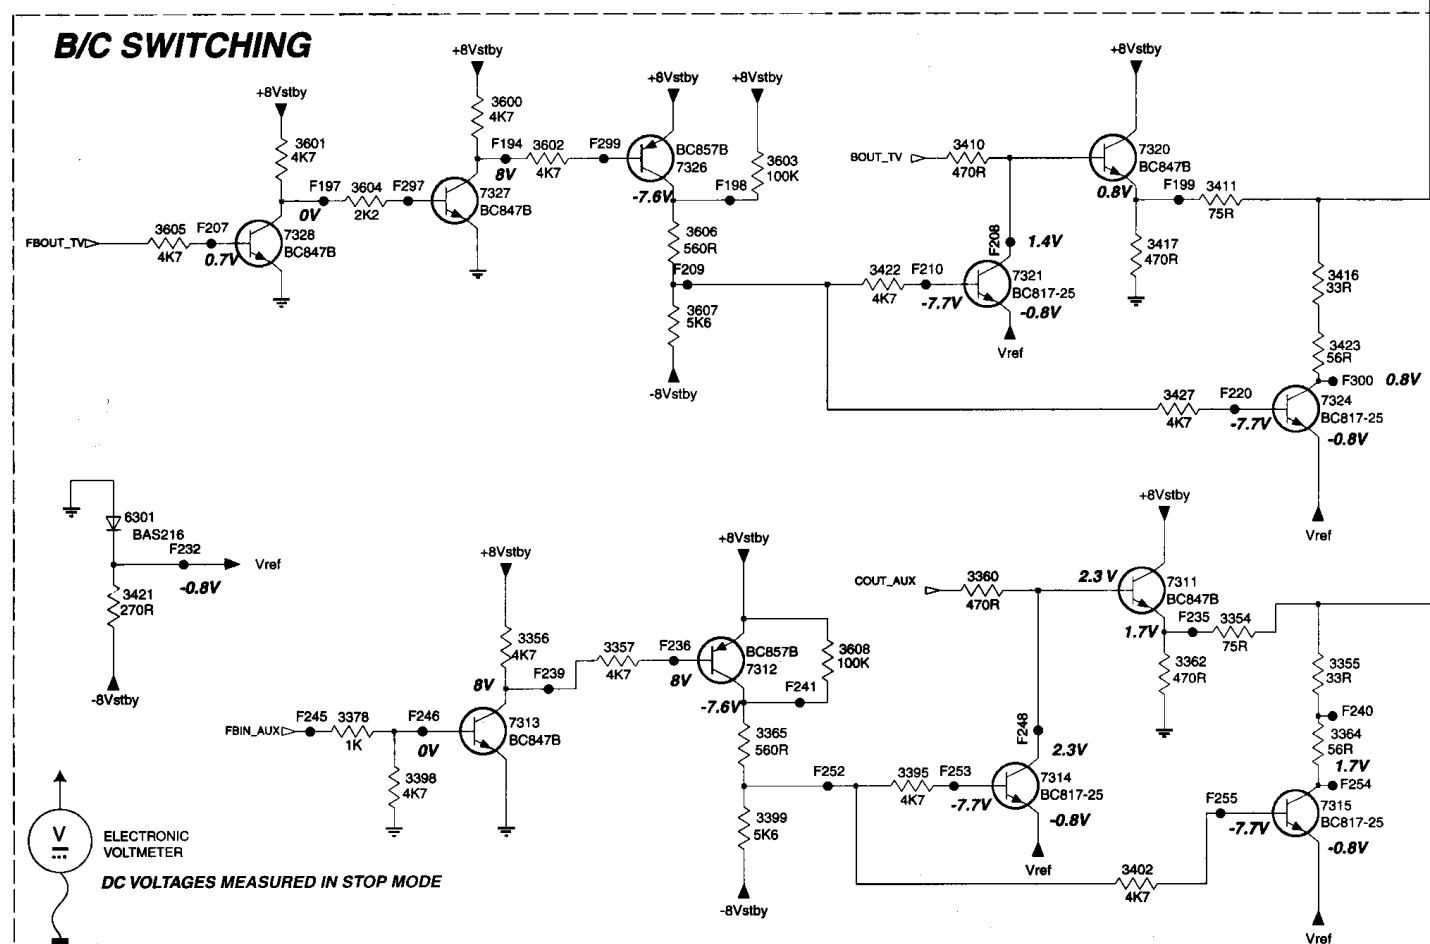 B/C SWITCHING
+8Vstby
3601
4K7
F197
0V
3604
2K2
F297
3605
4K7
F207
0.7V
FBOUT_TV
7328
BC847B
+8Vstby
3600
4K7
F194
8V
3602
4K7
F299
7327
BC847B
+8Vstby
+8Vstby
BC857B
7326
-7.6V
F198
3603
100K
3606
560R
F209
3607
5K6
-8Vstby
BOUT_TV
3410
470R
+8Vstby
7320
BC847B
0.8V
F199
3411
75R
3417
470R
F208
1.4V
3422
4K7
F210
-7.7V
7321
BC817-25
-0.8V
Vref
3416
33R
3423
56R
F300
0.8V
3427
4K7
F220
-7.7V
7324
BC817-25
-0.8V
Vref
6301
BAS216
F232
-0.8V
Vref
3421
270R
-8Vstby
+8Vstby
3356
4K7
8V
F239
3357
4K7
F236
8V
FBIN_AUX
F245
3378
1K
F246
0V
3398
4K7
7313
BC847B
+8Vstby
BC857B
7312
-7.6V
F241
3608
100K
3365
560R
F252
3399
5K6
-8Vstby
3395
4K7
F253
-7.7V
COUT_AUX
3360
470R
+8Vstby
2.3 V
7311
BC847B
1.7V
F235
3354
75R
3362
470R
F248
2.3V
7314
BC817-25
-0.8V
Vref
3355
33R
F240
3364
56R
1.7V
F254
F255
-7.7V
7315
BC817-25
-0.8V
3402
4K7
Vref
V
ELECTRONIC
VOLTMETER
DC VOLTAGES MEASURED IN STOP MODE